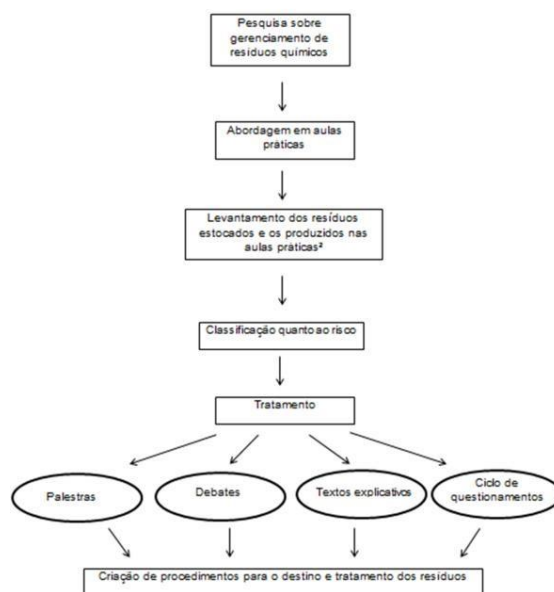 Pesquisa sobre
gerenciamento de
resíduos químicos
Abordagem em aulas
práticas
Levantamento dos resíduos
estocados e os produzidos nas
aulas práticas²
Classificação quanto ao risco
Tratamento
Palestras
Debates
Textos explicativos
Ciclo de
questionamentos
Criação de procedimentos para o destino e tratamento dos resíduos